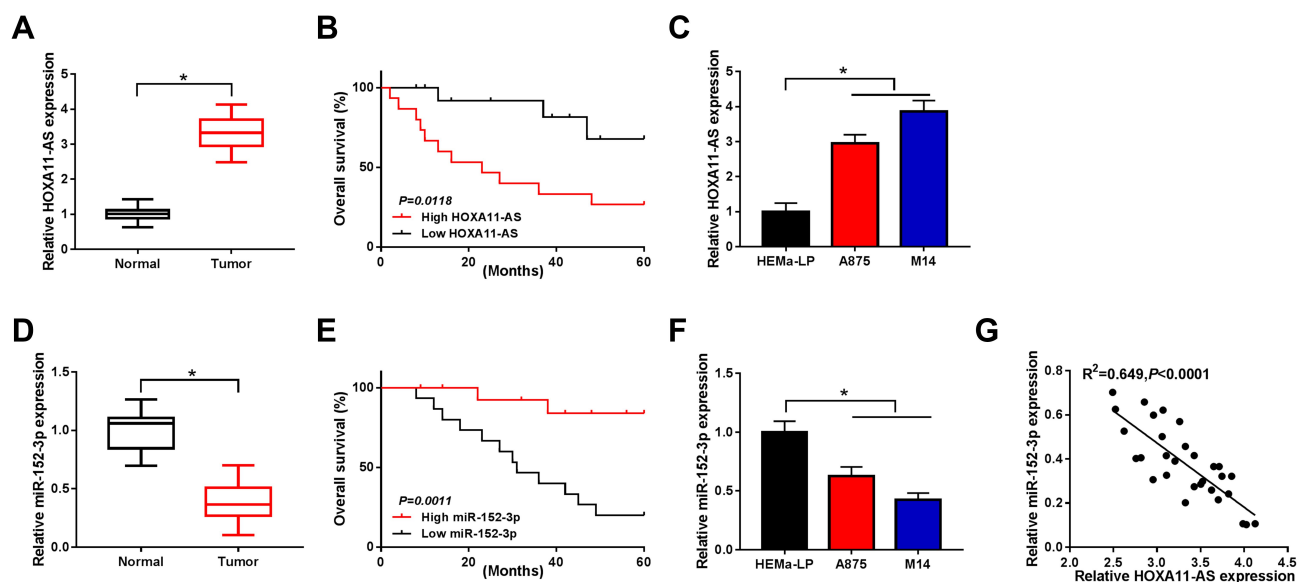 A
Relative HOXA11-AS expression
5
4
3
2
1
0
*
Normal
Tumor
B
Overall survival (%)
100
50
0
P=0.0118
High HOXA11-AS
Low HOXA11-AS
0
20
40
60
(Months)
C
Relative HOXA11-AS expression
5
4
3
2
1
0
*
HEMa-LP
A875
M14
D
Relative miR-152-3p expression
1.5
1.0
0.5
0.0
*
Normal
Tumor
E
Overall survival (%)
100
50
0
P=0.0011
High miR-152-3p
Low miR-152-3p
0
20
40
60
(Months)
F
Relative miR-152-3p expression
1.5
1.0
0.5
0.0
*
HEMa-LP
A875
M14
G
Relative miR-152-3p expression
R²=0.649,P<0.0001
0.8
0.6
0.4
0.2
0.0
2.0
2.5
3.0
3.5
4.0
4.5
Relative HOXA11-AS expression